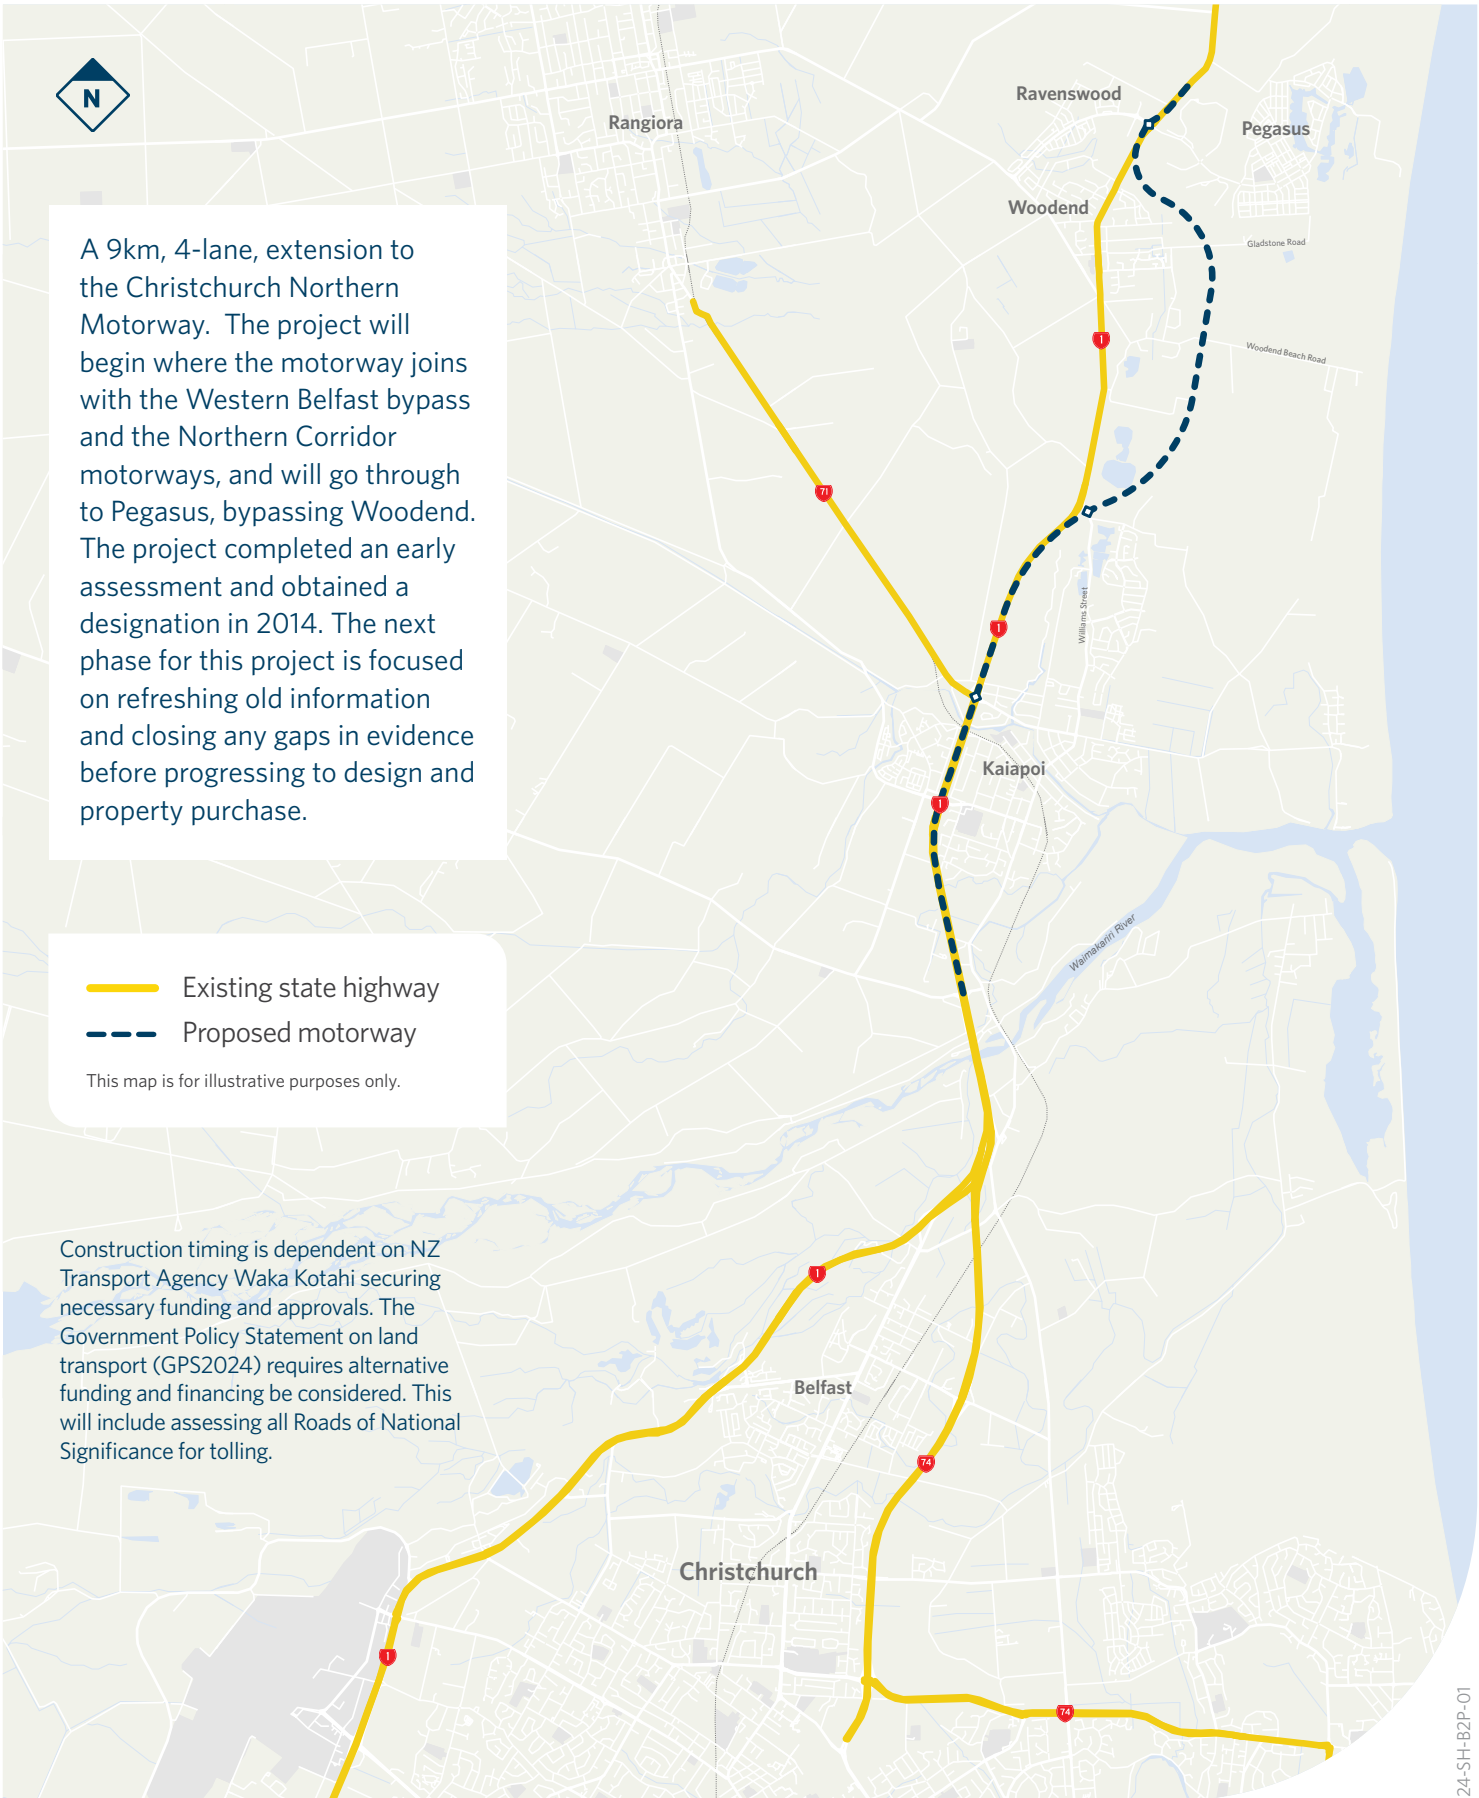 N
Rangiora
Ravenswood
Pegasus
Woodend
Gladstone Road
Woodend Beach Road
1
71
1
Williams Street
Kaiapoi
1
Waimakariri River
A 9km, 4-lane, extension to
the Christchurch Northern
Motorway. The project will
begin where the motorway joins
with the Western Belfast bypass
and the Northern Corridor
motorways, and will go through
to Pegasus, bypassing Woodend.
The project completed an early
assessment and obtained a
designation in 2014. The next
phase for this project is focused
on refreshing old information
and closing any gaps in evidence
before progressing to design and
property purchase.
Existing state highway
Proposed motorway
This map is for illustrative purposes only.
Construction timing is dependent on NZ
Transport Agency Waka Kotahi securing
necessary funding and approvals. The
Government Policy Statement on land
transport (GPS2024) requires alternative
funding and financing be considered. This
will include assessing all Roads of National
Significance for tolling.
1
Belfast
74
Christchurch
1
74
24-SH-B2P-01